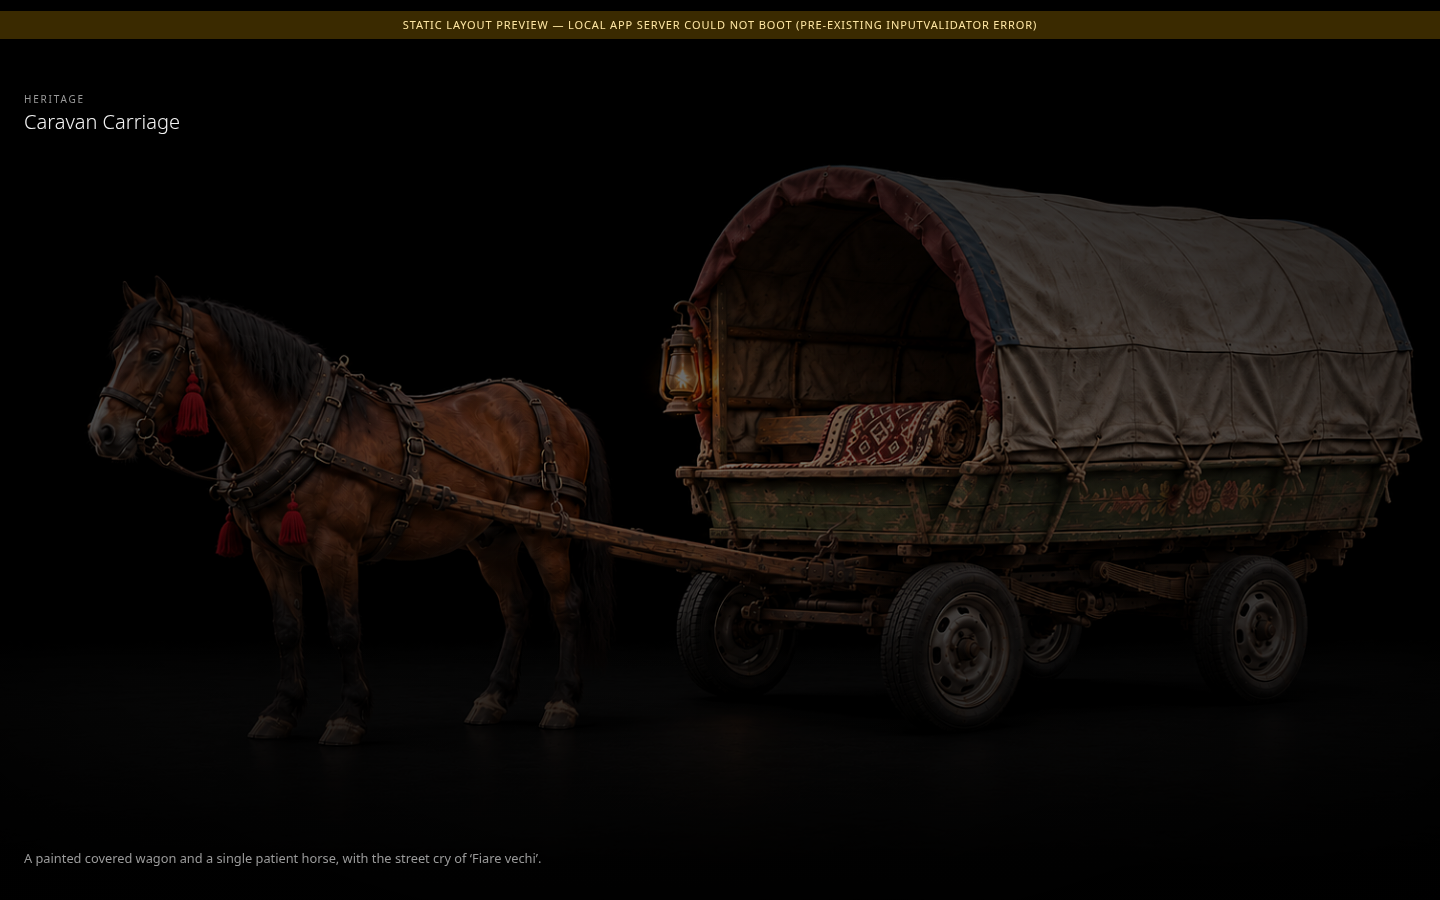 STATIC LAYOUT PREVIEW — LOCAL APP SERVER COULD NOT BOOT (PRE-EXISTING INPUTVALIDATOR ERROR)
HERITAGE
Caravan Carriage
A painted covered wagon and a single patient horse, with the street cry of ‘Fiare vechi’.